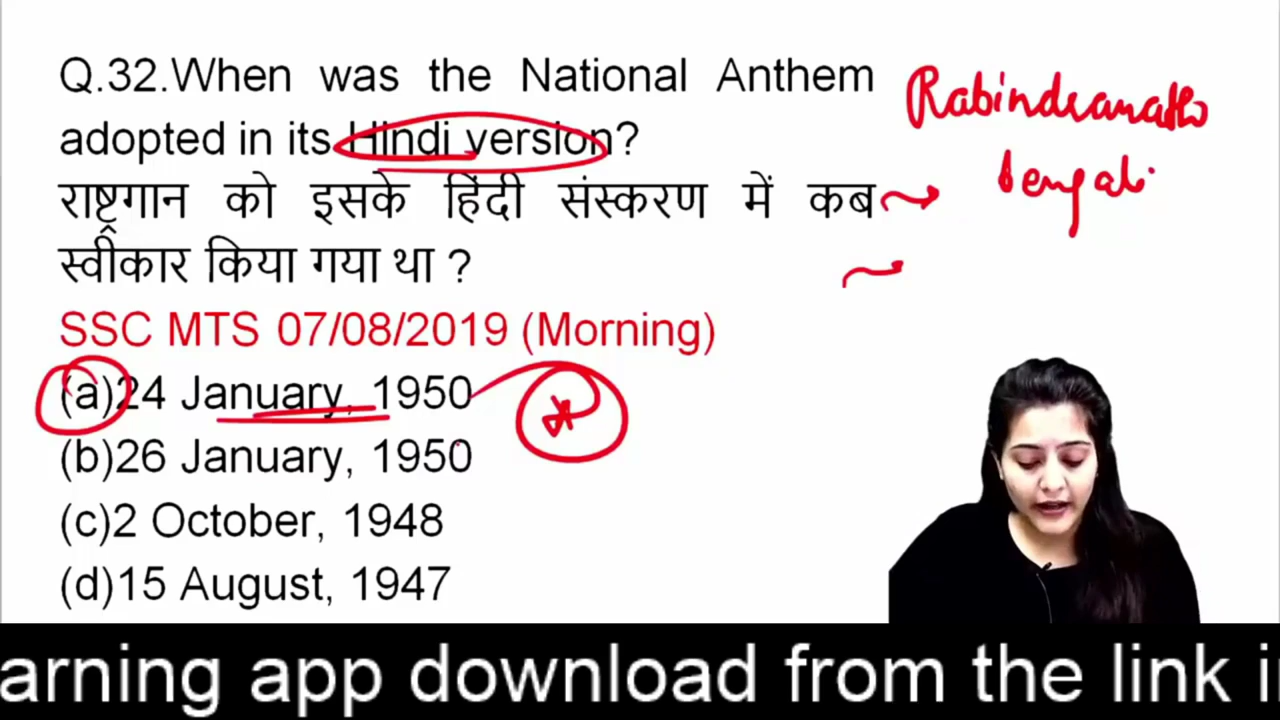 Q.32.When was the National Anthem
adopted in its Hindi version?
राष्ट्रगान को इसके हिंदी संस्करण में कब
स्वीकार किया गया था ?
SSC MTS 07/08/2019 (Morning)
(a)24 January, 1950
(b)26 January, 1950
(c)2 October, 1948
(d)15 August, 1947
Rabindranath
Bengali
arning app download from the link i